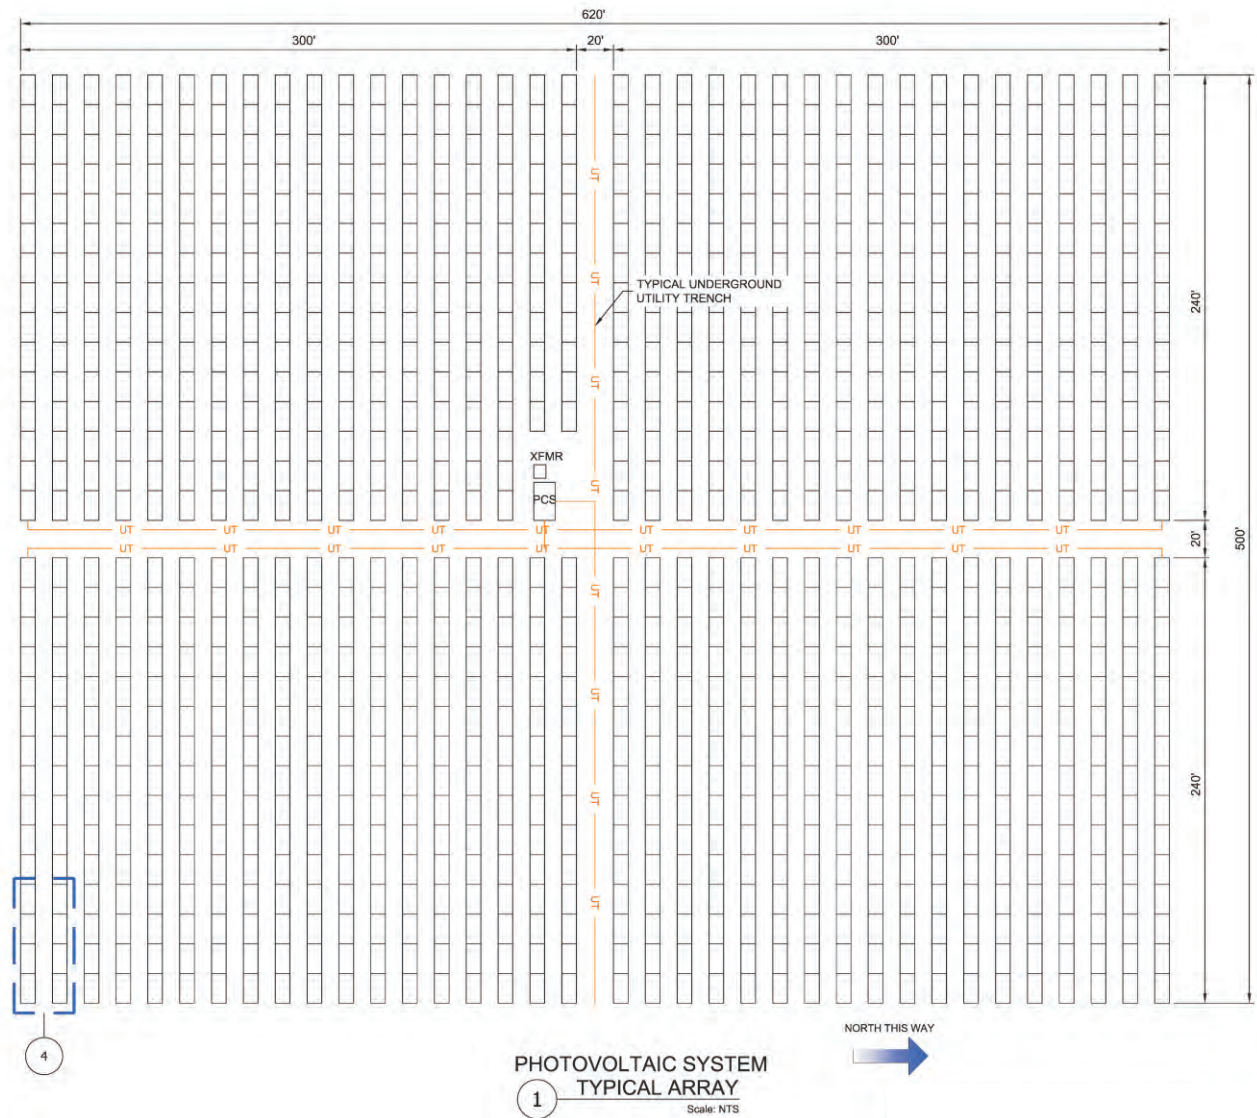 620'
300'
20'
300'
UT
UT
TYPICAL UNDERGROUND
UTILITY TRENCH
240'
500'
UT
XFMR
PCS
UT
UT UT UT UT UT UT UT UT UT
20'
UT UT UT UT UT UT UT UT UT UT
UT
UT
240'
UT
UT
4
NORTH THIS WAY
PHOTOVOLTAIC SYSTEM
TYPICAL ARRAY
1
Scale: NTS